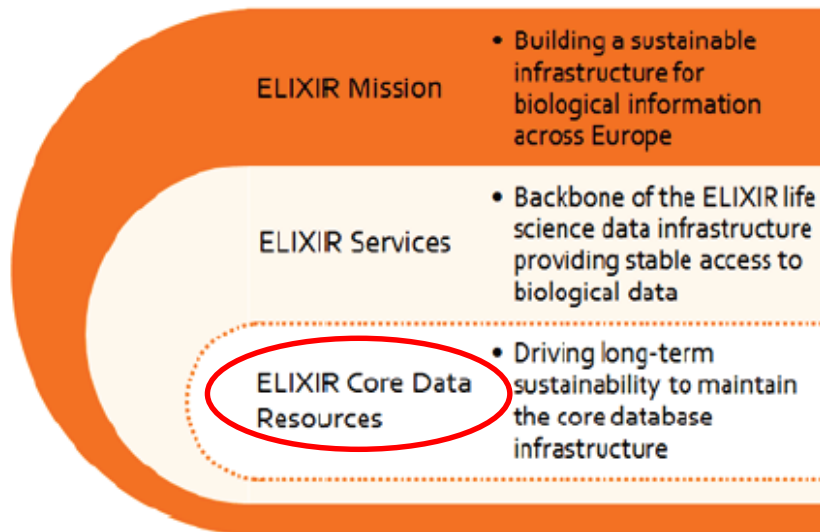 ELIXIR Mission
• Building a sustainable
infrastructure for
biological information
across Europe
ELIXIR Services
• Backbone of the ELIXIR life
science data infrastructure
providing stable access to
biological data
ELIXIR Core Data
Resources
• Driving long-term
sustainability to maintain
the core database
infrastructure